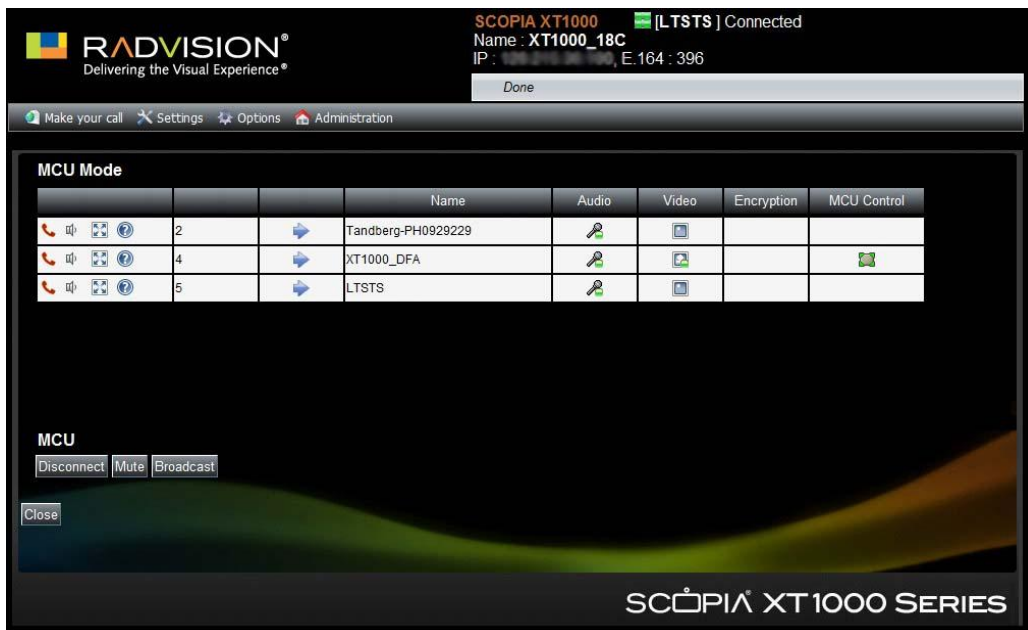 RADVISION®
Delivering the Visual Experience®
SCOPIA XT1000 [LTSTS ] Connected
Name : XT1000_18C
IP : , E.164 : 396
Done
Make your call Settings Options Administration
MCU Mode
Name Audio Video Encryption MCU Control
2 Tandberg-PH0929229
4 XT1000_DFA
5 LTSTS
MCU
Disconnect Mute Broadcast
Close
SCOPIA® XT1000 SERIES